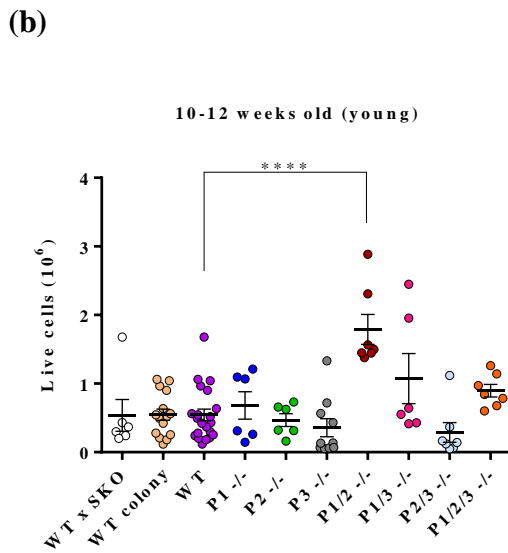 (b)
10-12 weeks old (young)
****
Live cells (10⁶)
4
3
2
1
0
WT x SKO
WT colony
WT
P1 -/-
P2 -/-
P3 -/-
P1/2 -/-
P1/3 -/-
P2/3 -/-
P1/2/3 -/-